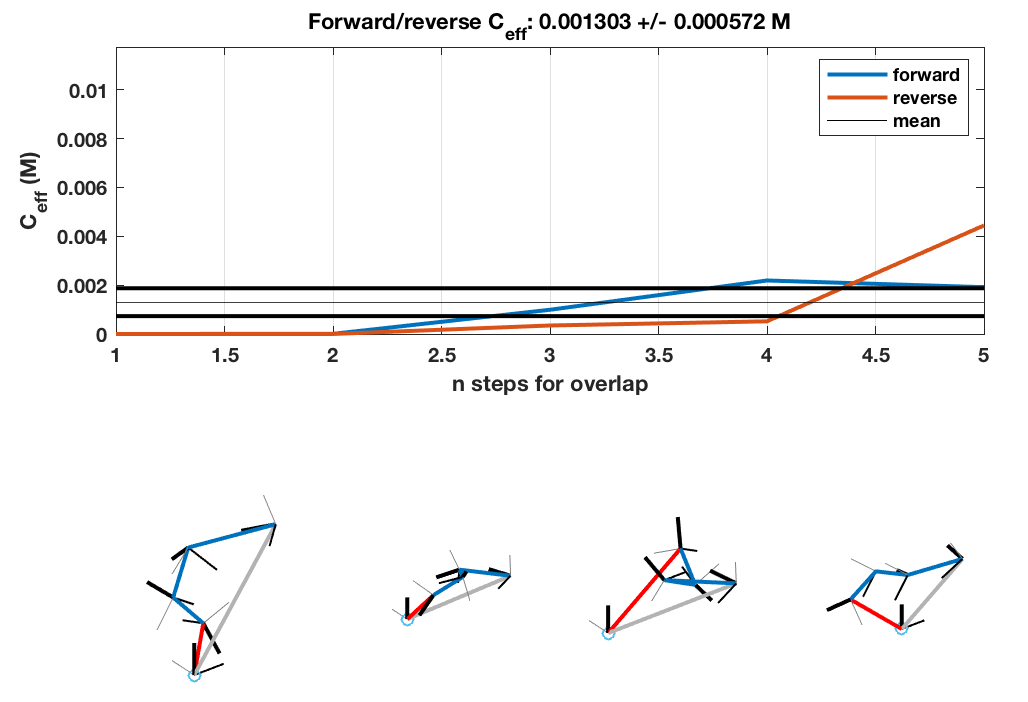 Forward/reverse C_eff: 0.001303 +/- 0.000572 M
forward
reverse
mean
C_eff (M)
0.01
0.008
0.006
0.004
0.002
0
1 1.5 2 2.5 3 3.5 4 4.5 5
n steps for overlap